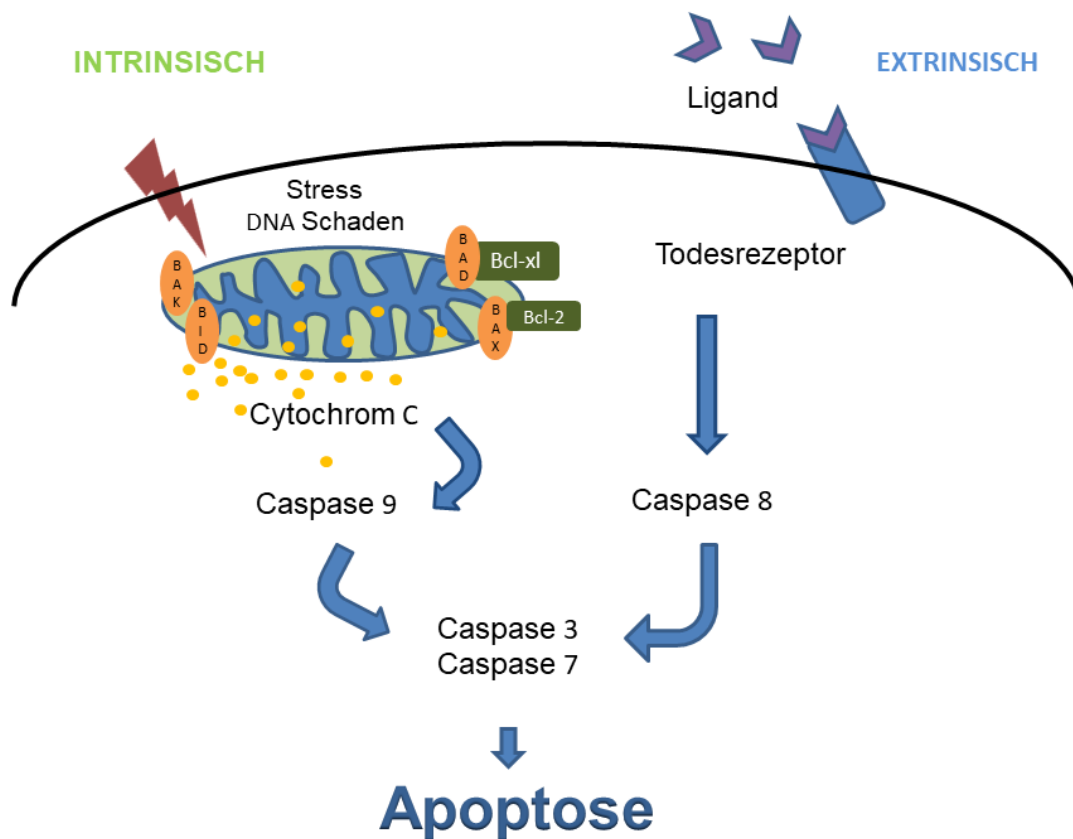 INTRINSISCH
EXTRINSISCH
Ligand
Stress
DNA Schaden
BAK
BID
BAD
Bcl-xl
BAX
Bcl-2
Todesrezeptor
Cytochrom C
Caspase 9
Caspase 8
Caspase 3
Caspase 7
Apoptose